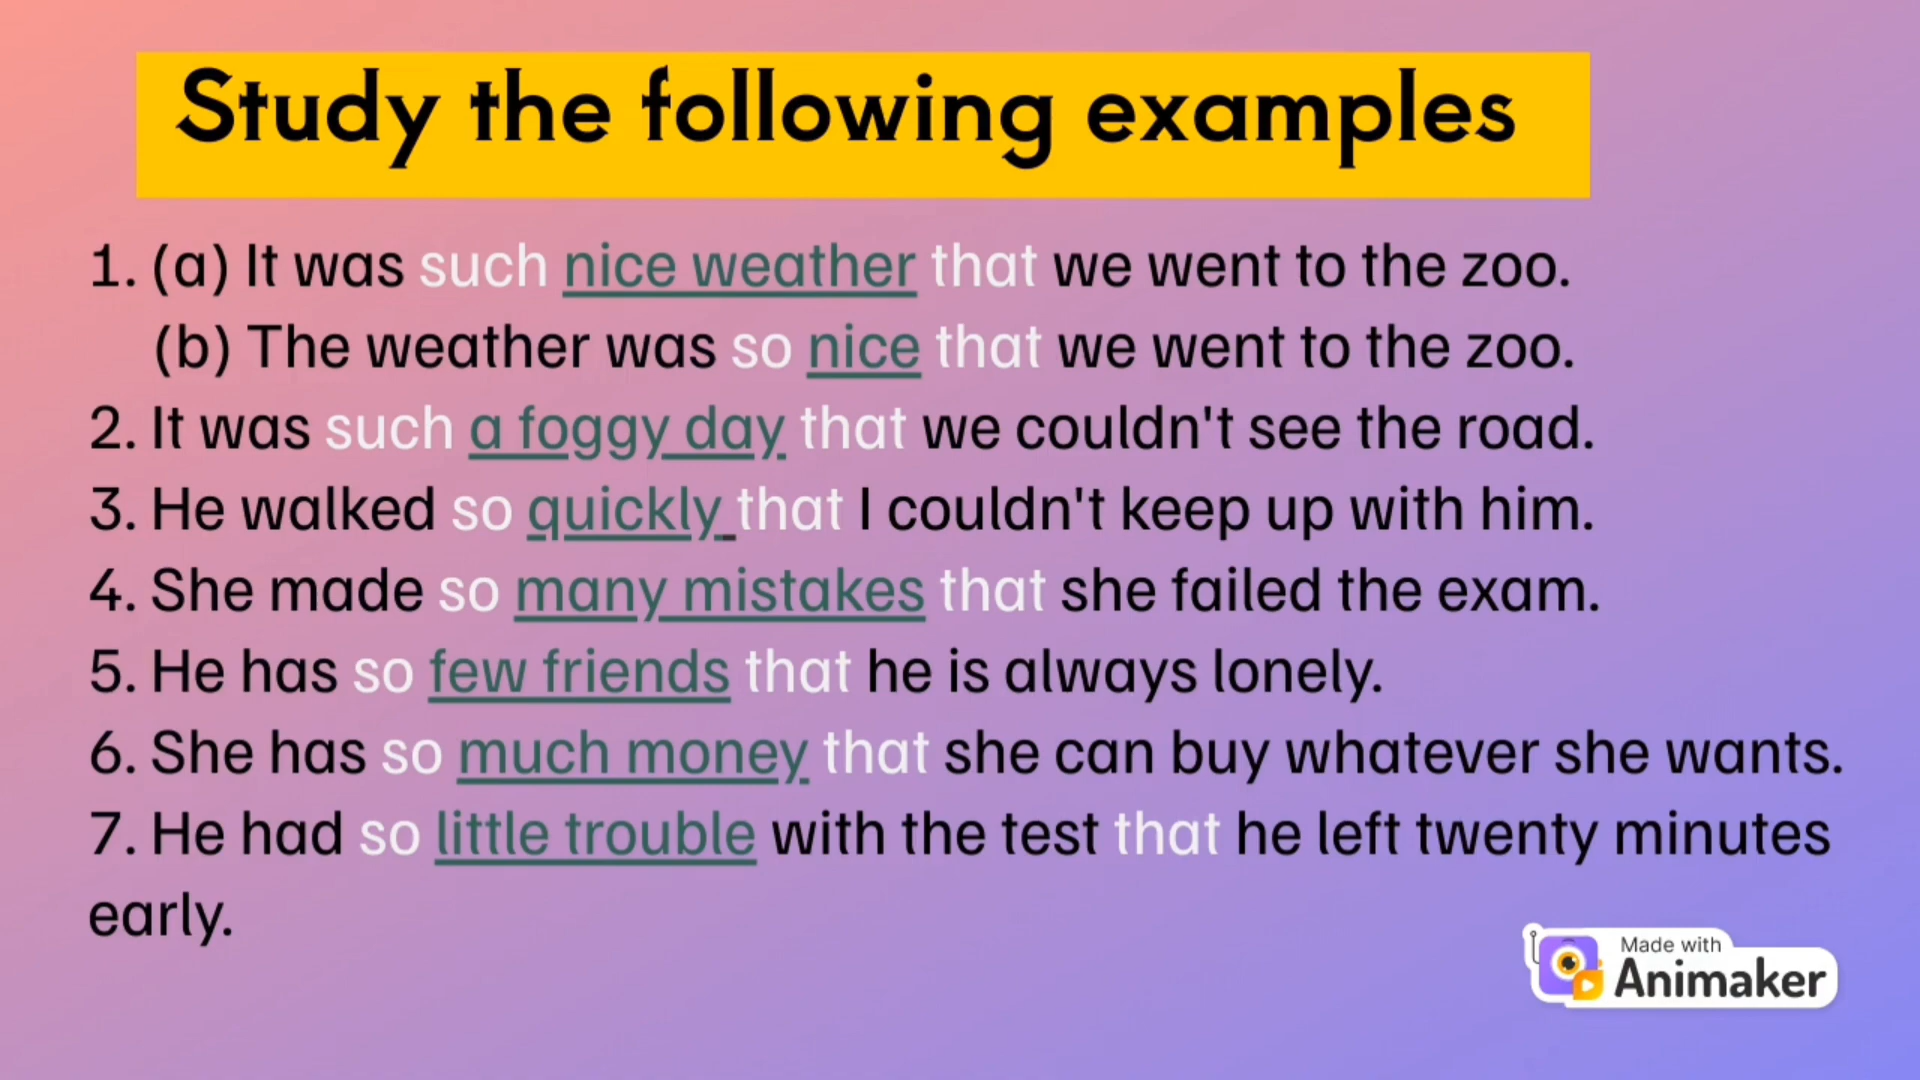 Study the following examples
1. (a) It was such nice weather that we went to the zoo.
(b) The weather was so nice that we went to the zoo.
2. It was such a foggy day that we couldn't see the road.
3. He walked so quickly that I couldn't keep up with him.
4. She made so many mistakes that she failed the exam.
5. He has so few friends that he is always lonely.
6. She has so much money that she can buy whatever she wants.
7. He had so little trouble with the test that he left twenty minutes
early.
Made with
Animaker